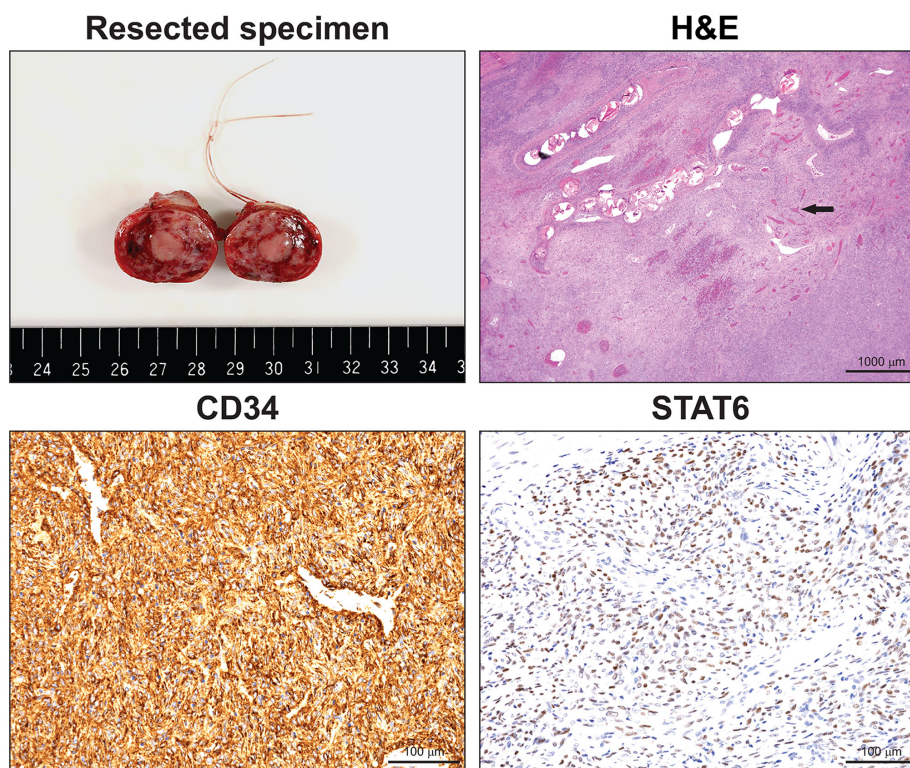 Resected specimen
H&E
24 25 26 27 28 29 30 31 32 33 34
1000 μm
CD34
STAT6
100 μm
100 μm